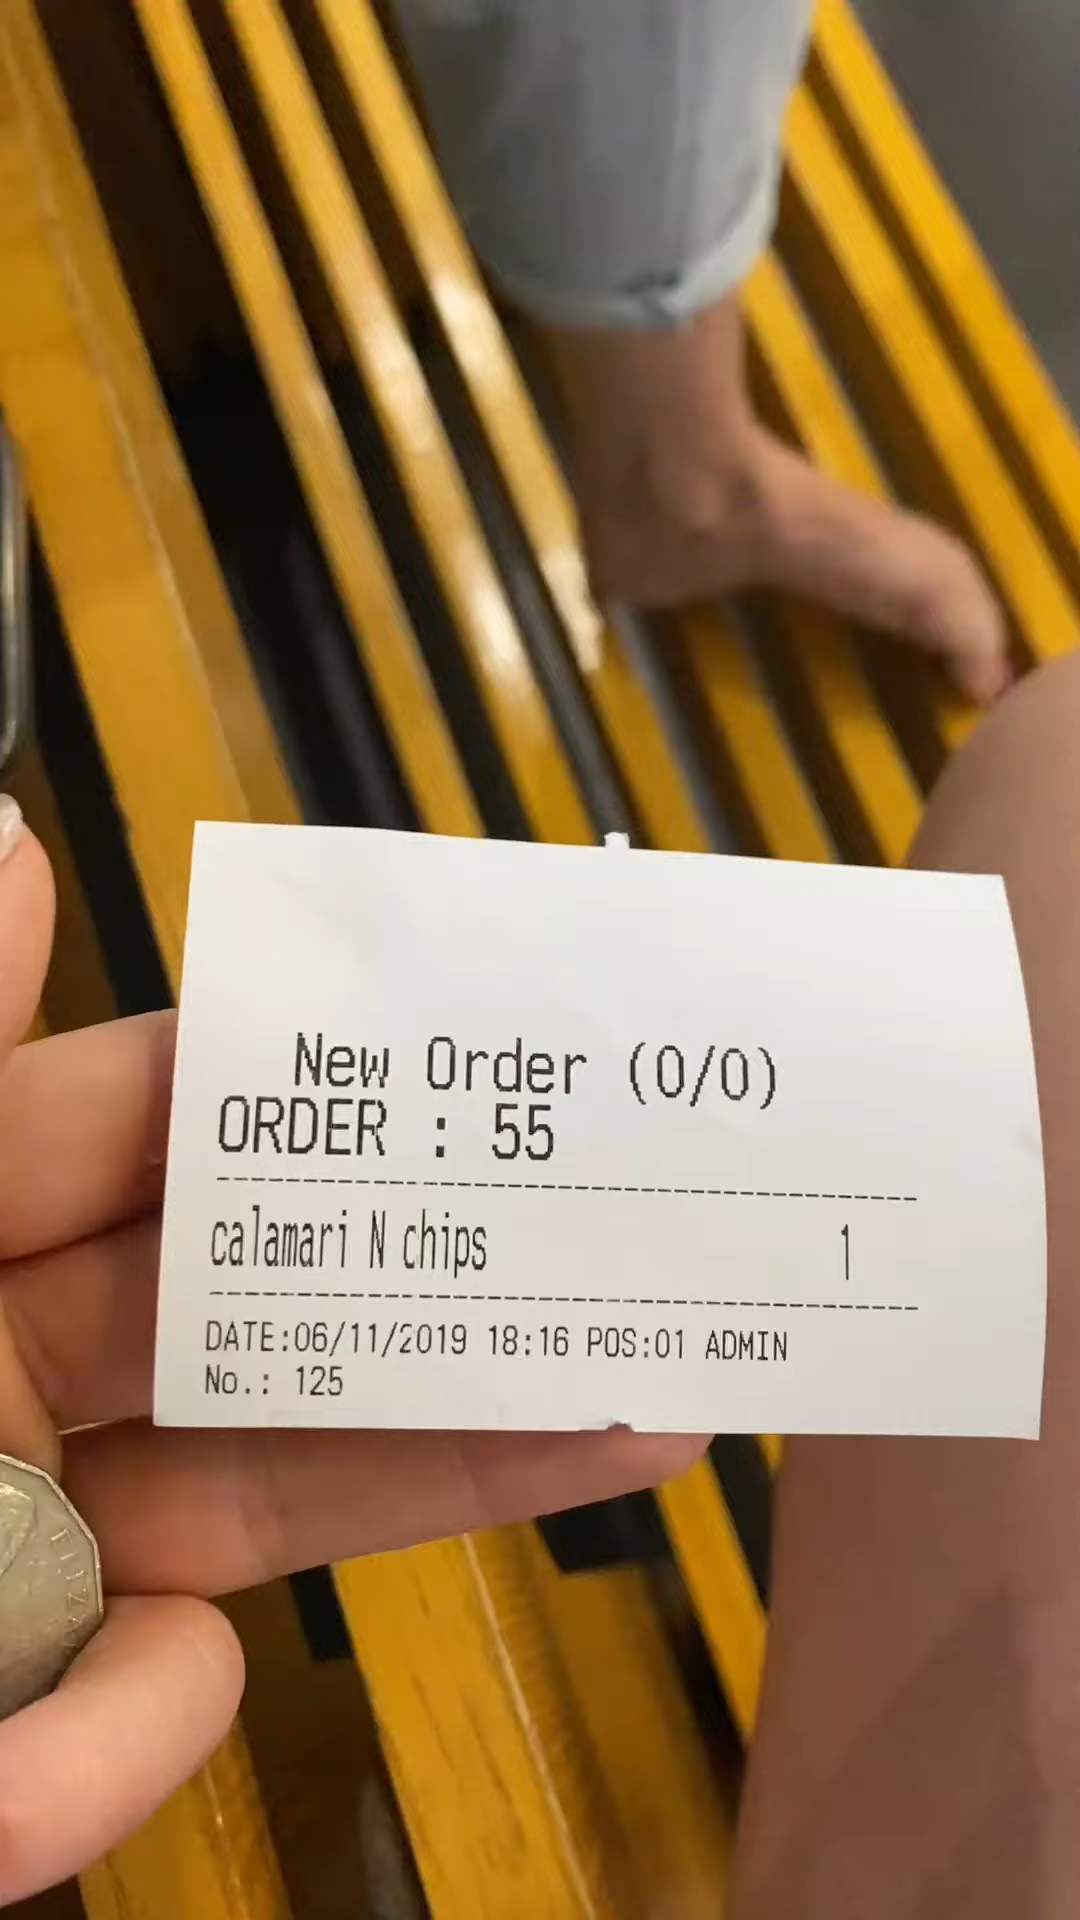 New Order (0/0)
ORDER : 55
calamari N chips 1
DATE:06/11/2019 18:16 POS:01 ADMIN
No.: 125